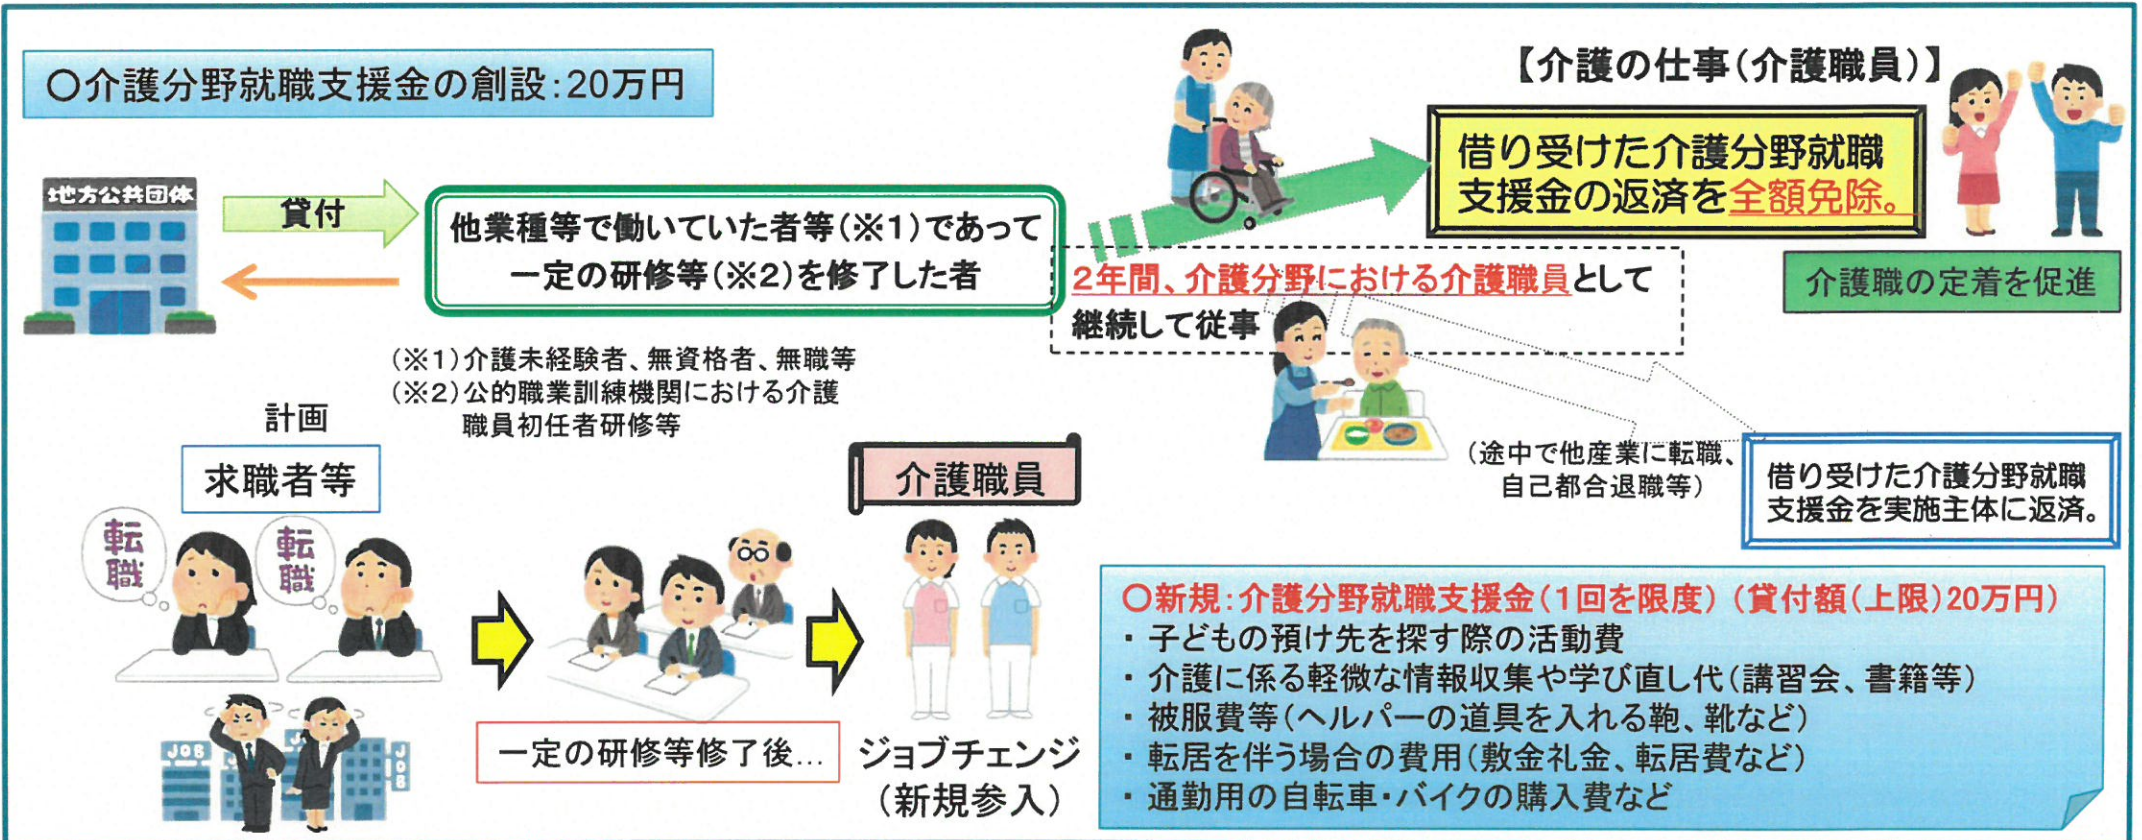 ○介護分野就職支援金の創設：20万円
【介護の仕事（介護職員）】
借り受けた介護分野就職
支援金の返済を全額免除。
地方公共団体
貸付
他業種等で働いていた者等（※1）であって
一定の研修等（※2）を修了した者
2年間、介護分野における介護職員として
継続して従事
介護職の定着を促進
（※1）介護未経験者、無資格者、無職等
（※2）公的職業訓練機関における介護
職員初任者研修等
計画
求職者等
転職
転職
JOB
JOB
一定の研修等修了後…
介護職員
ジョブチェンジ
（新規参入）
（途中で他産業に転職、
自己都合退職等）
借り受けた介護分野就職
支援金を実施主体に返済。
○新規：介護分野就職支援金（1回を限度）（貸付額（上限）20万円）
・子どもの預け先を探す際の活動費
・介護に係る軽微な情報収集や学び直し代（講習会、書籍等）
・被服費等（ヘルパーの道具を入れる鞄、靴など）
・転居を伴う場合の費用（敷金礼金、転居費など）
・通勤用の自転車・バイクの購入費など